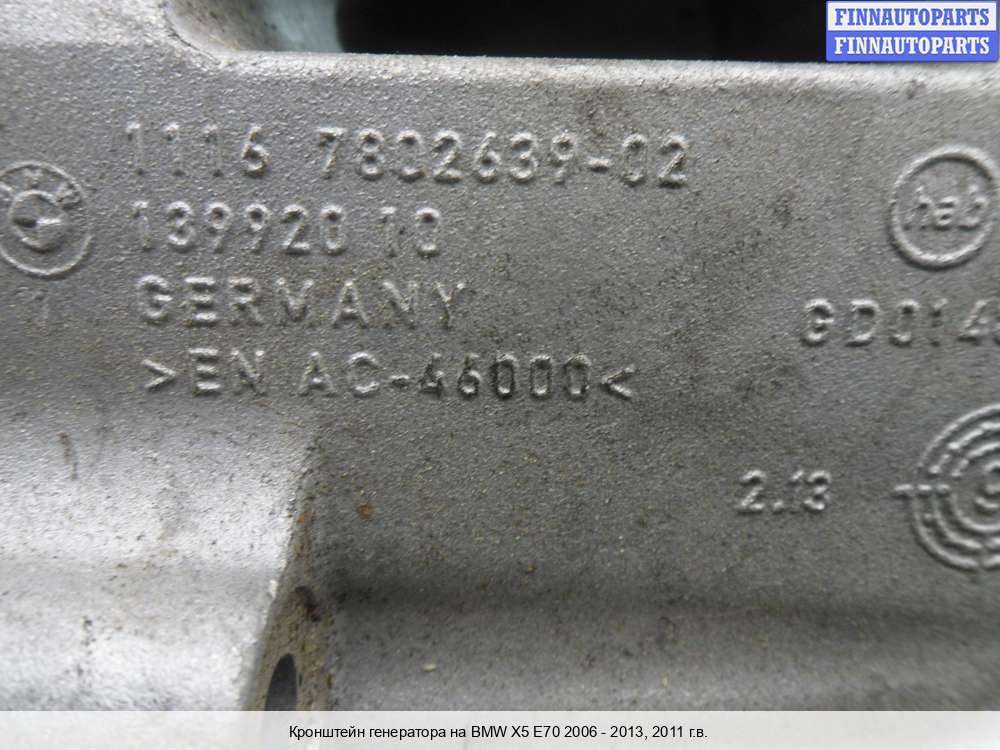 FINNAUTOPARTS
FINNAUTOPARTS
1116 7802639-02
139920 10
GERMANY
>EN AC-46000<
hab
GD014
2.13
Кронштейн генератора на BMW X5 E70 2006 - 2013, 2011 г.в.